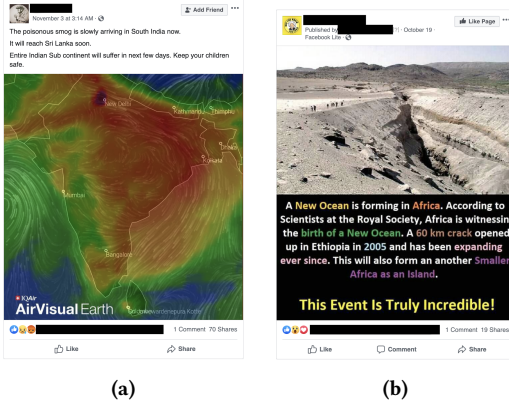 Add Friend
November 3 at 3:14 AM
The poisonous smog is slowly arriving in South India now.
It will reach Sri Lanka soon.
Entire Indian Sub continent will suffer in next few days. Keep your children
safe.
New Delhi
Kathmandu Thimphu
Dhaka
Kolkata
Mumbai
Bangalore
IQAir
AirVisual Earth
1 Comment 70 Shares
Like Share
(a)
Like Page
Published by · October 19 ·
Facebook Lite ·
A New Ocean is forming in Africa. According to
Scientists at the Royal Society, Africa is witnessin
the birth of a New Ocean. A 60 km crack opened
up in Ethiopia in 2005 and has been expanding
ever since. This will also form an another Smaller
Africa as an Island.
This Event Is Truly Incredible!
1 Comment 19 Shares
Like Comment Share
(b)